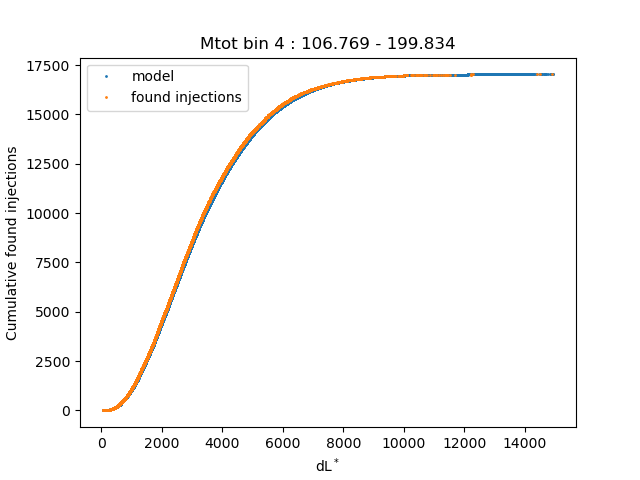 Mtot bin 4 : 106.769 - 199.834
model
found injections
Cumulative found injections
17500
15000
12500
10000
7500
5000
2500
0
0 2000 4000 6000 8000 10000 12000 14000
dL*